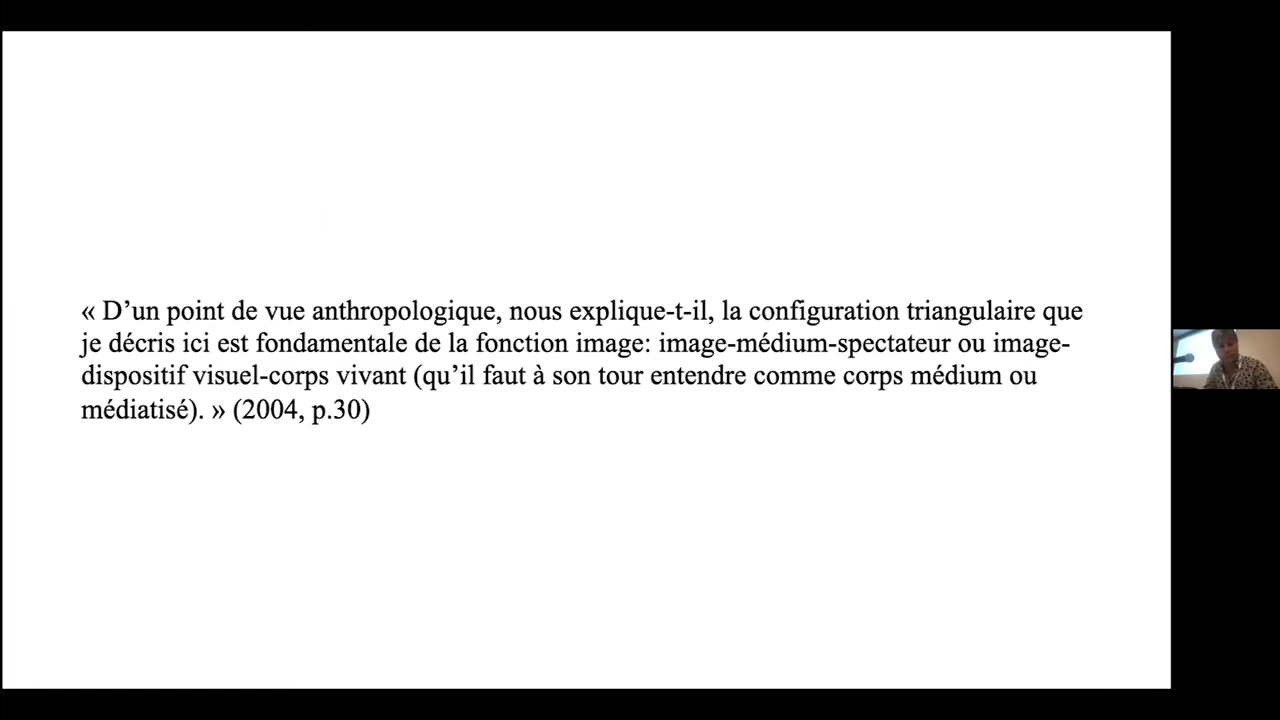 « D’un point de vue anthropologique, nous explique-t-il, la configuration triangulaire que
je décris ici est fondamentale de la fonction image: image-médium-spectateur ou image-
dispositif visuel-corps vivant (qu’il faut à son tour entendre comme corps médium ou
médiatisé). » (2004, p.30)